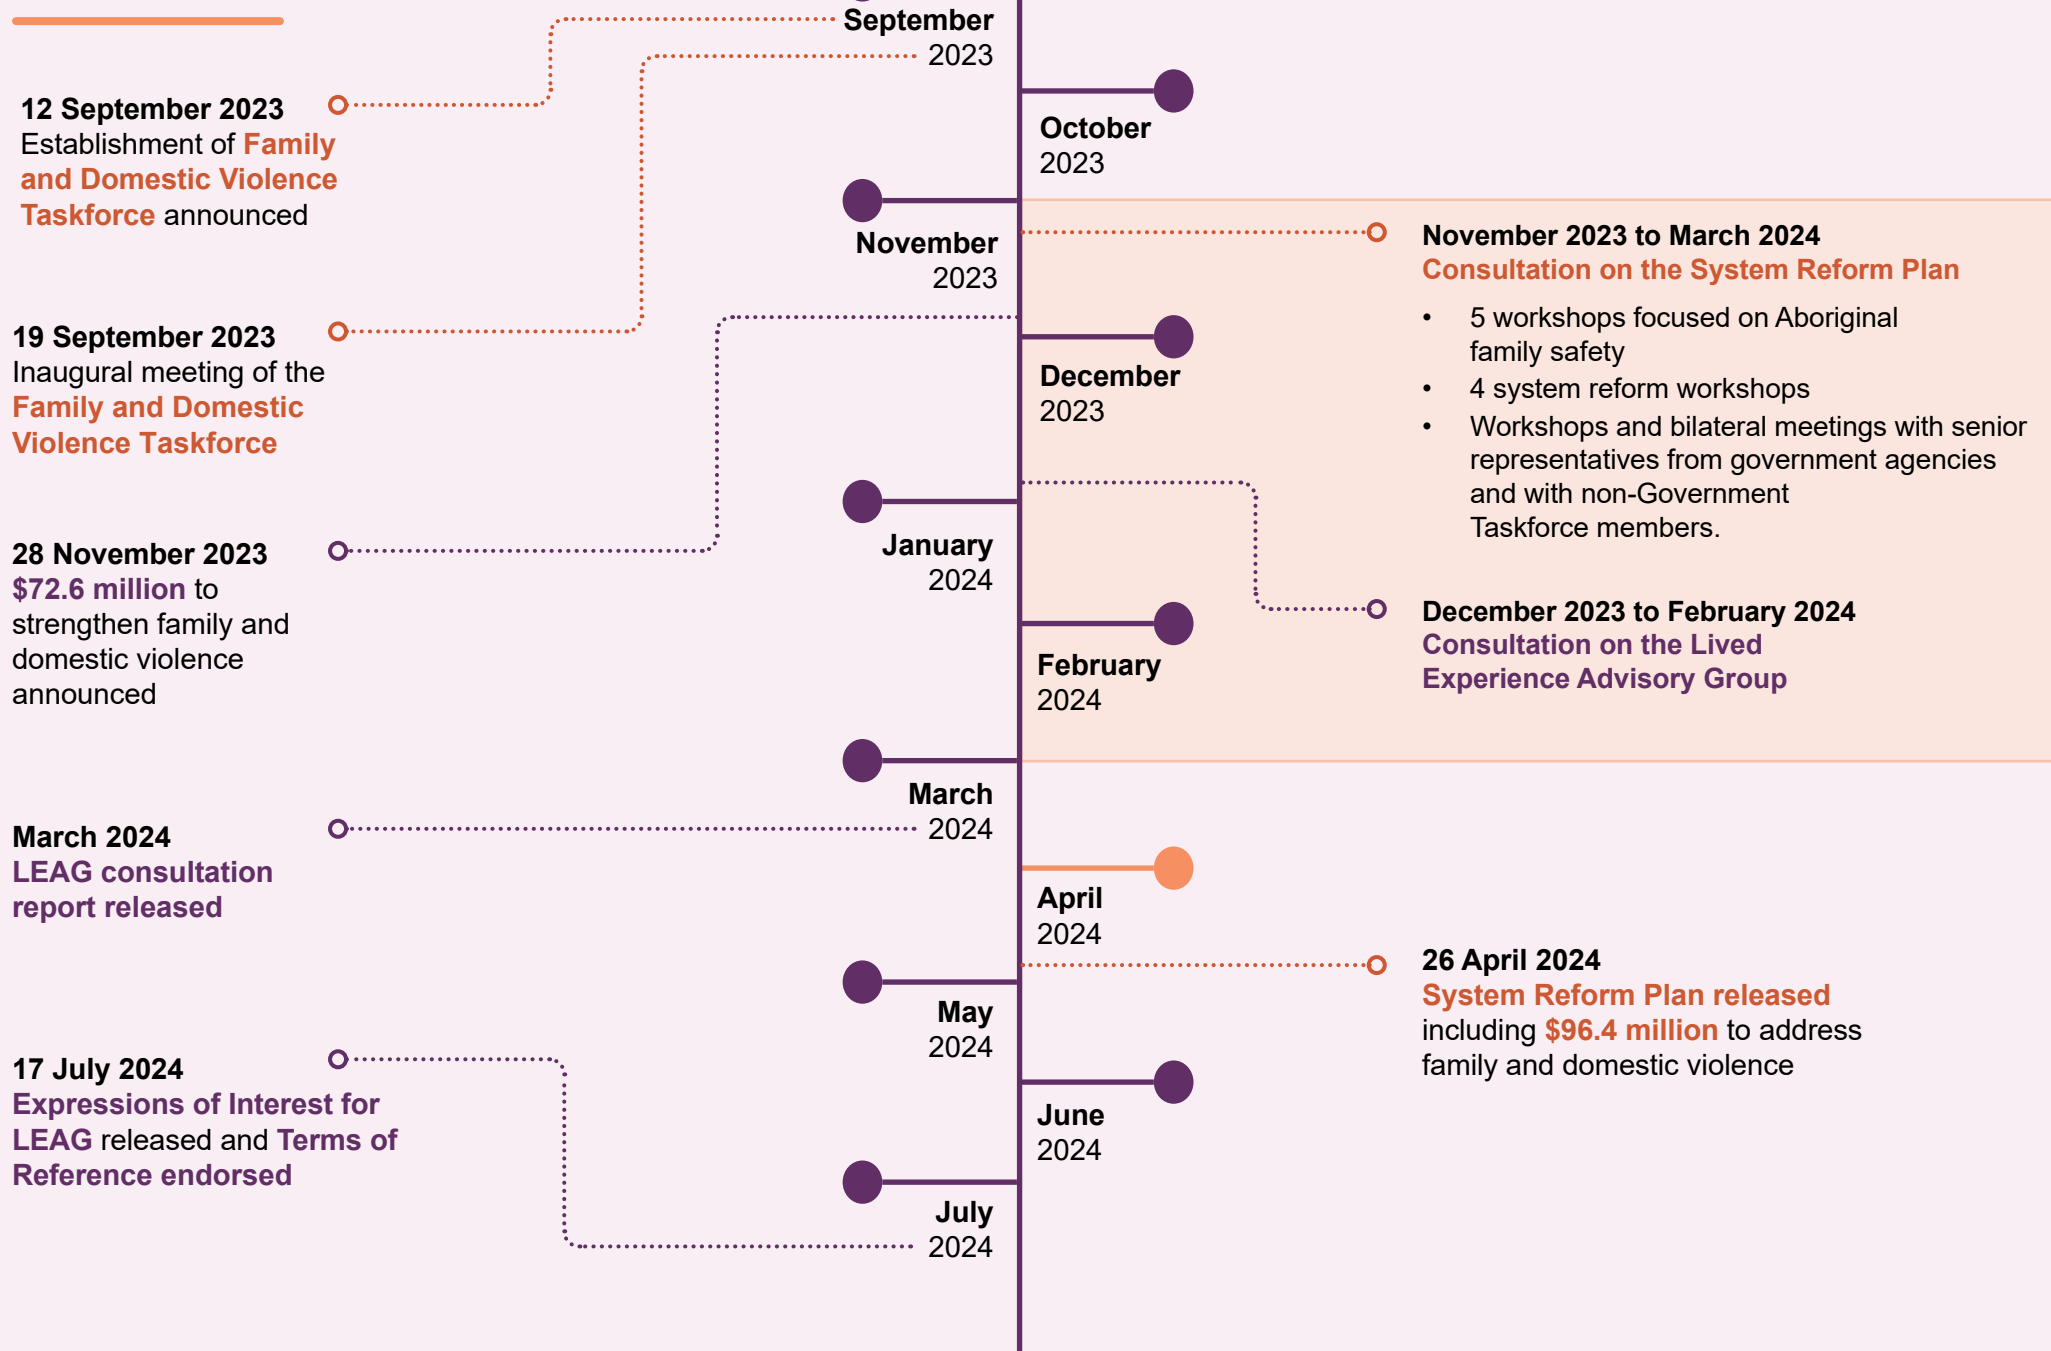 September
2023
12 September 2023
Establishment of Family
and Domestic Violence
Taskforce announced
October
2023
19 September 2023
Inaugural meeting of the
Family and Domestic
Violence Taskforce
November
2023
November 2023 to March 2024
Consultation on the System Reform Plan
• 5 workshops focused on Aboriginal
family safety
• 4 system reform workshops
• Workshops and bilateral meetings with senior
representatives from government agencies
and with non-Government
Taskforce members.
December
2023
28 November 2023
$72.6 million to
strengthen family and
domestic violence
announced
January
2024
December 2023 to February 2024
Consultation on the Lived
Experience Advisory Group
February
2024
March
2024
March 2024
LEAG consultation
report released
April
2024
26 April 2024
System Reform Plan released
including $96.4 million to address
family and domestic violence
May
2024
17 July 2024
Expressions of Interest for
LEAG released and Terms of
Reference endorsed
June
2024
July
2024